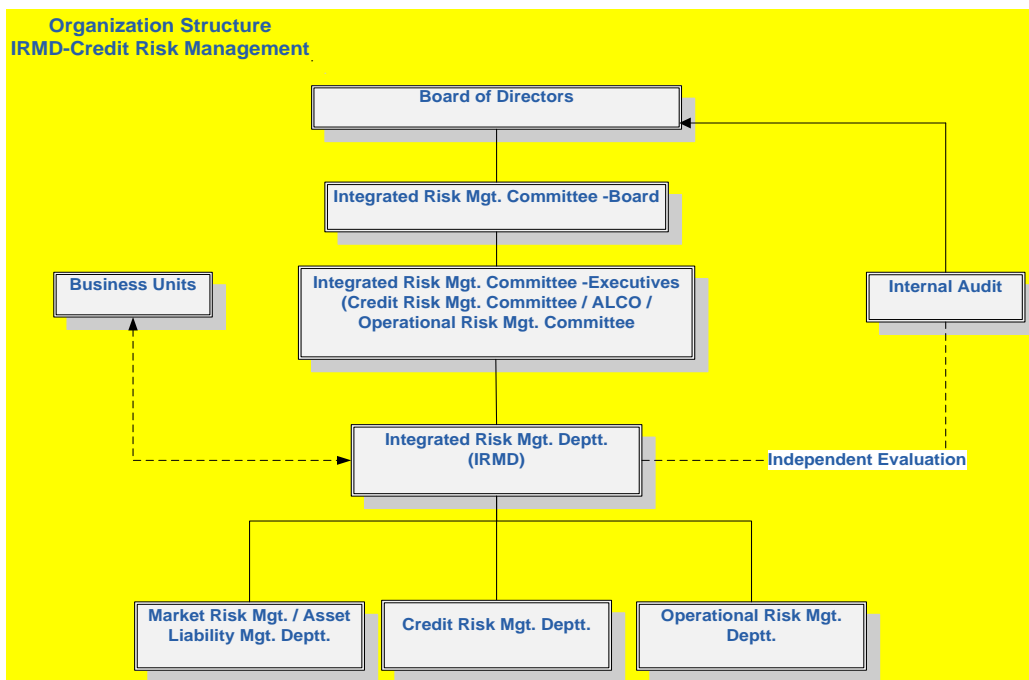 Organization Structure
IRMD-Credit Risk Management
Board of Directors
Integrated Risk Mgt. Committee -Board
Integrated Risk Mgt. Committee -Executives
(Credit Risk Mgt. Committee / ALCO /
Operational Risk Mgt. Committee
Business Units
Internal Audit
Integrated Risk Mgt. Deptt.
(IRMD)
Independent Evaluation
Market Risk Mgt. / Asset
Liability Mgt. Deptt.
Credit Risk Mgt. Deptt.
Operational Risk Mgt.
Deptt.